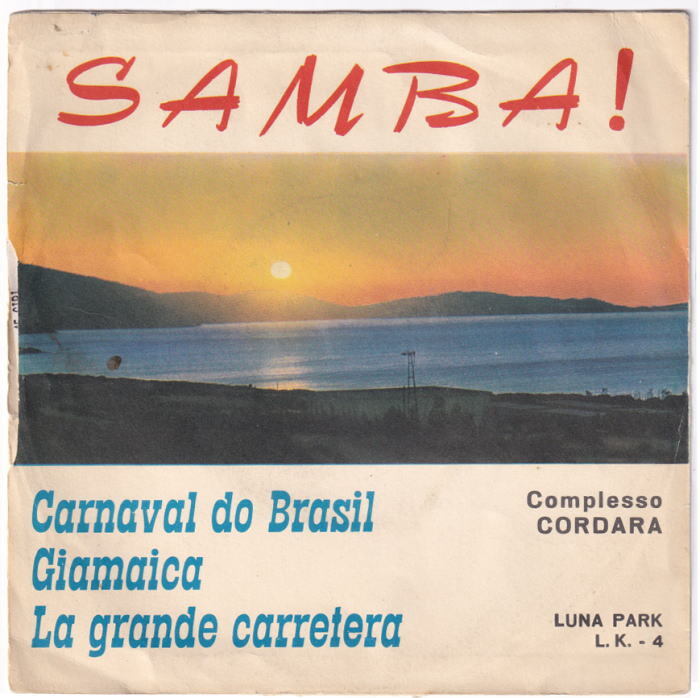 SAMBA!
Carnaval do Brasil
Giamaica
La grande carretera
Complesso
CORDARA
LUNA PARK
L. K. - 4